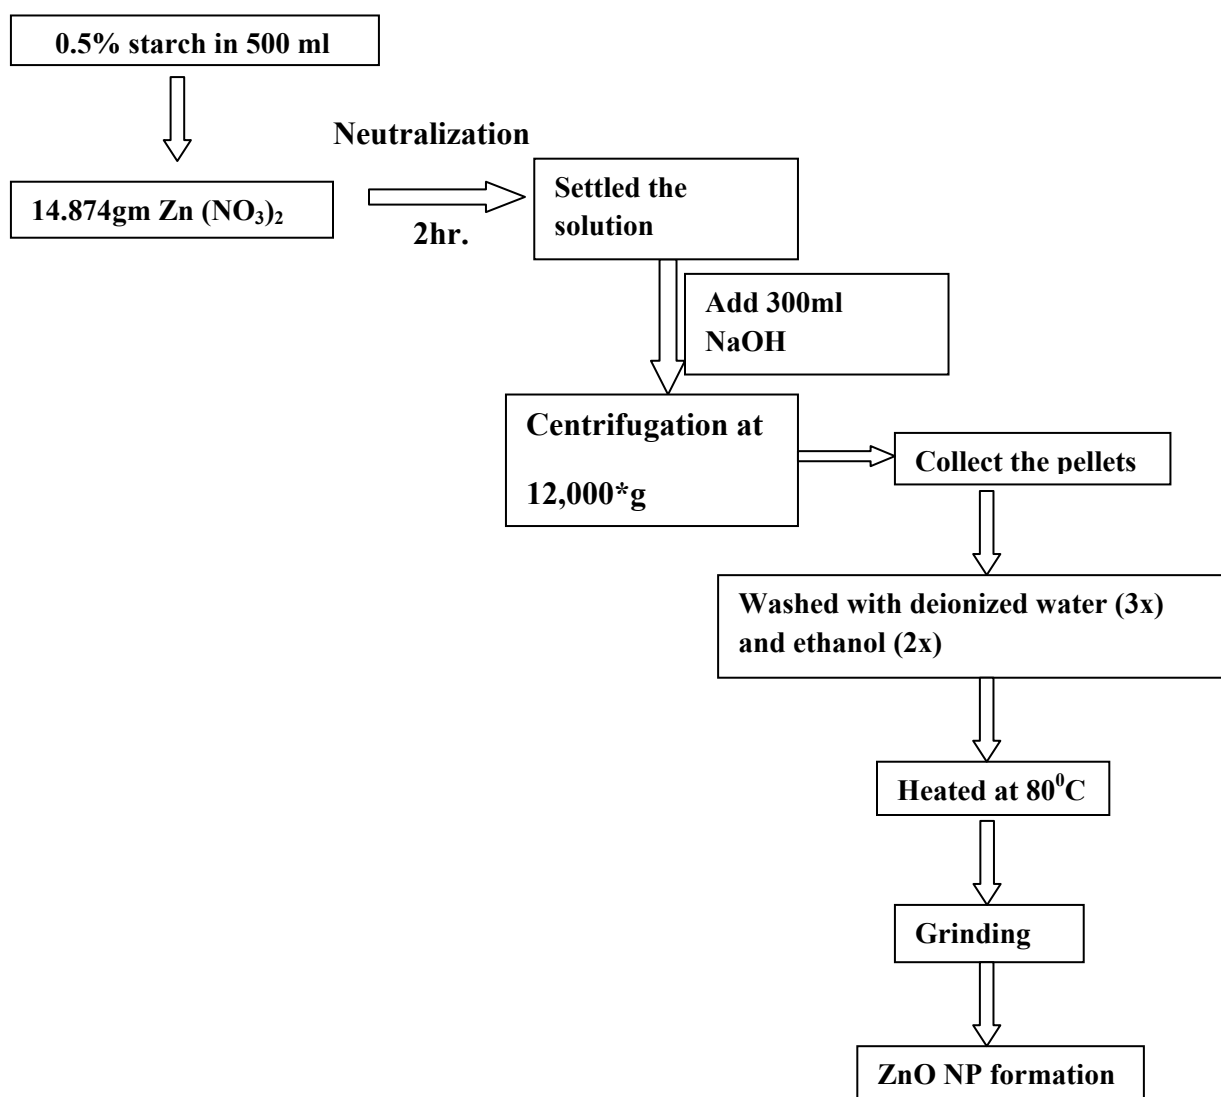 0.5% starch in 500 ml
14.874gm Zn (NO₃)₂
Neutralization
2hr.
Settled the
solution
Add 300ml
NaOH
Centrifugation at
12,000*g
Collect the pellets
Washed with deionized water (3x)
and ethanol (2x)
Heated at 80⁰C
Grinding
ZnO NP formation